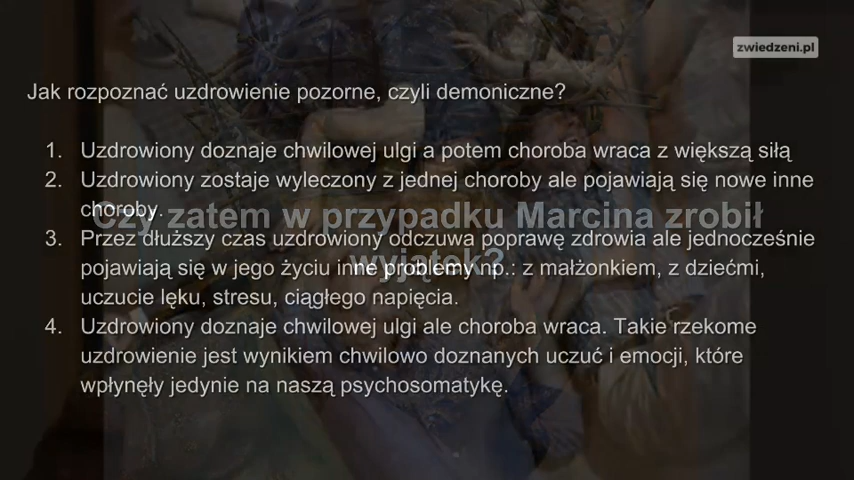 zwiedzeni.pl
Jak rozpoznać uzdrowienie pozorne, czyli demoniczne?
1. Uzdrowiony doznaje chwilowej ulgi a potem choroba wraca z większą siłą
2. Uzdrowiony zostaje wyleczony z jednej choroby ale pojawiają się nowe inne
choroby.
Czy zatem w przypadku Marcina zrobił
3. Przez dłuższy czas uzdrowiony odczuwa poprawę zdrowia ale jednocześnie
wyjątek?
pojawiają się w jego życiu inne problemy np.: z małżonkiem, z dziećmi,
uczucie lęku, stresu, ciągłego napięcia.
4. Uzdrowiony doznaje chwilowej ulgi ale choroba wraca. Takie rzekome
uzdrowienie jest wynikiem chwilowo doznanych uczuć i emocji, które
wpłynęły jedynie na naszą psychosomatykę.